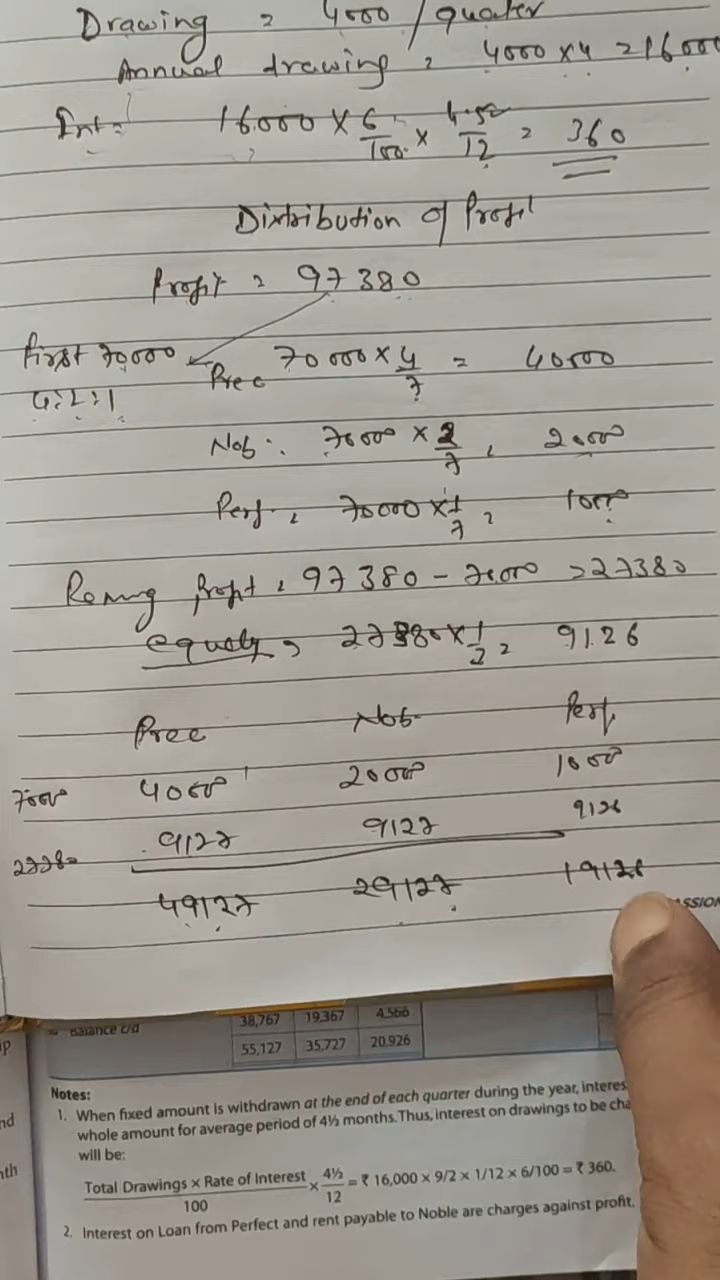 Drawing = 4000 / quater
Annual drawing = 4000 x 4 = 16000
Int = 16000 x 6/100 x 4.50/12 = 360
Distribution of Profit
Profit = 97380
First 70000
4:2:1
Pree 70000 x 4/7 = 40000
Nob: 70000 x 2/7 = 20000
Perf = 70000 x 1/7 = 10000
Profit = 97380 - 70000 = 27380
equaly = 27380 x 1/3 = 9126
Pree Nob Perf
70000 40000 20000 10000
27380 9127 9127 9126
49127 29127 19126
SSION
Balance c/d 38,767 19,367 4,566
55,127 35,727 20,926
Notes:
1. When fixed amount is withdrawn at the end of each quarter during the year, interes
whole amount for average period of 4½ months. Thus, interest on drawings to be cha
will be:
Total Drawings × Rate of Interest/100 × 4½/12 = ₹ 16,000 × 9/2 × 1/12 × 6/100 = ₹ 360.
2. Interest on Loan from Perfect and rent payable to Noble are charges against profit.